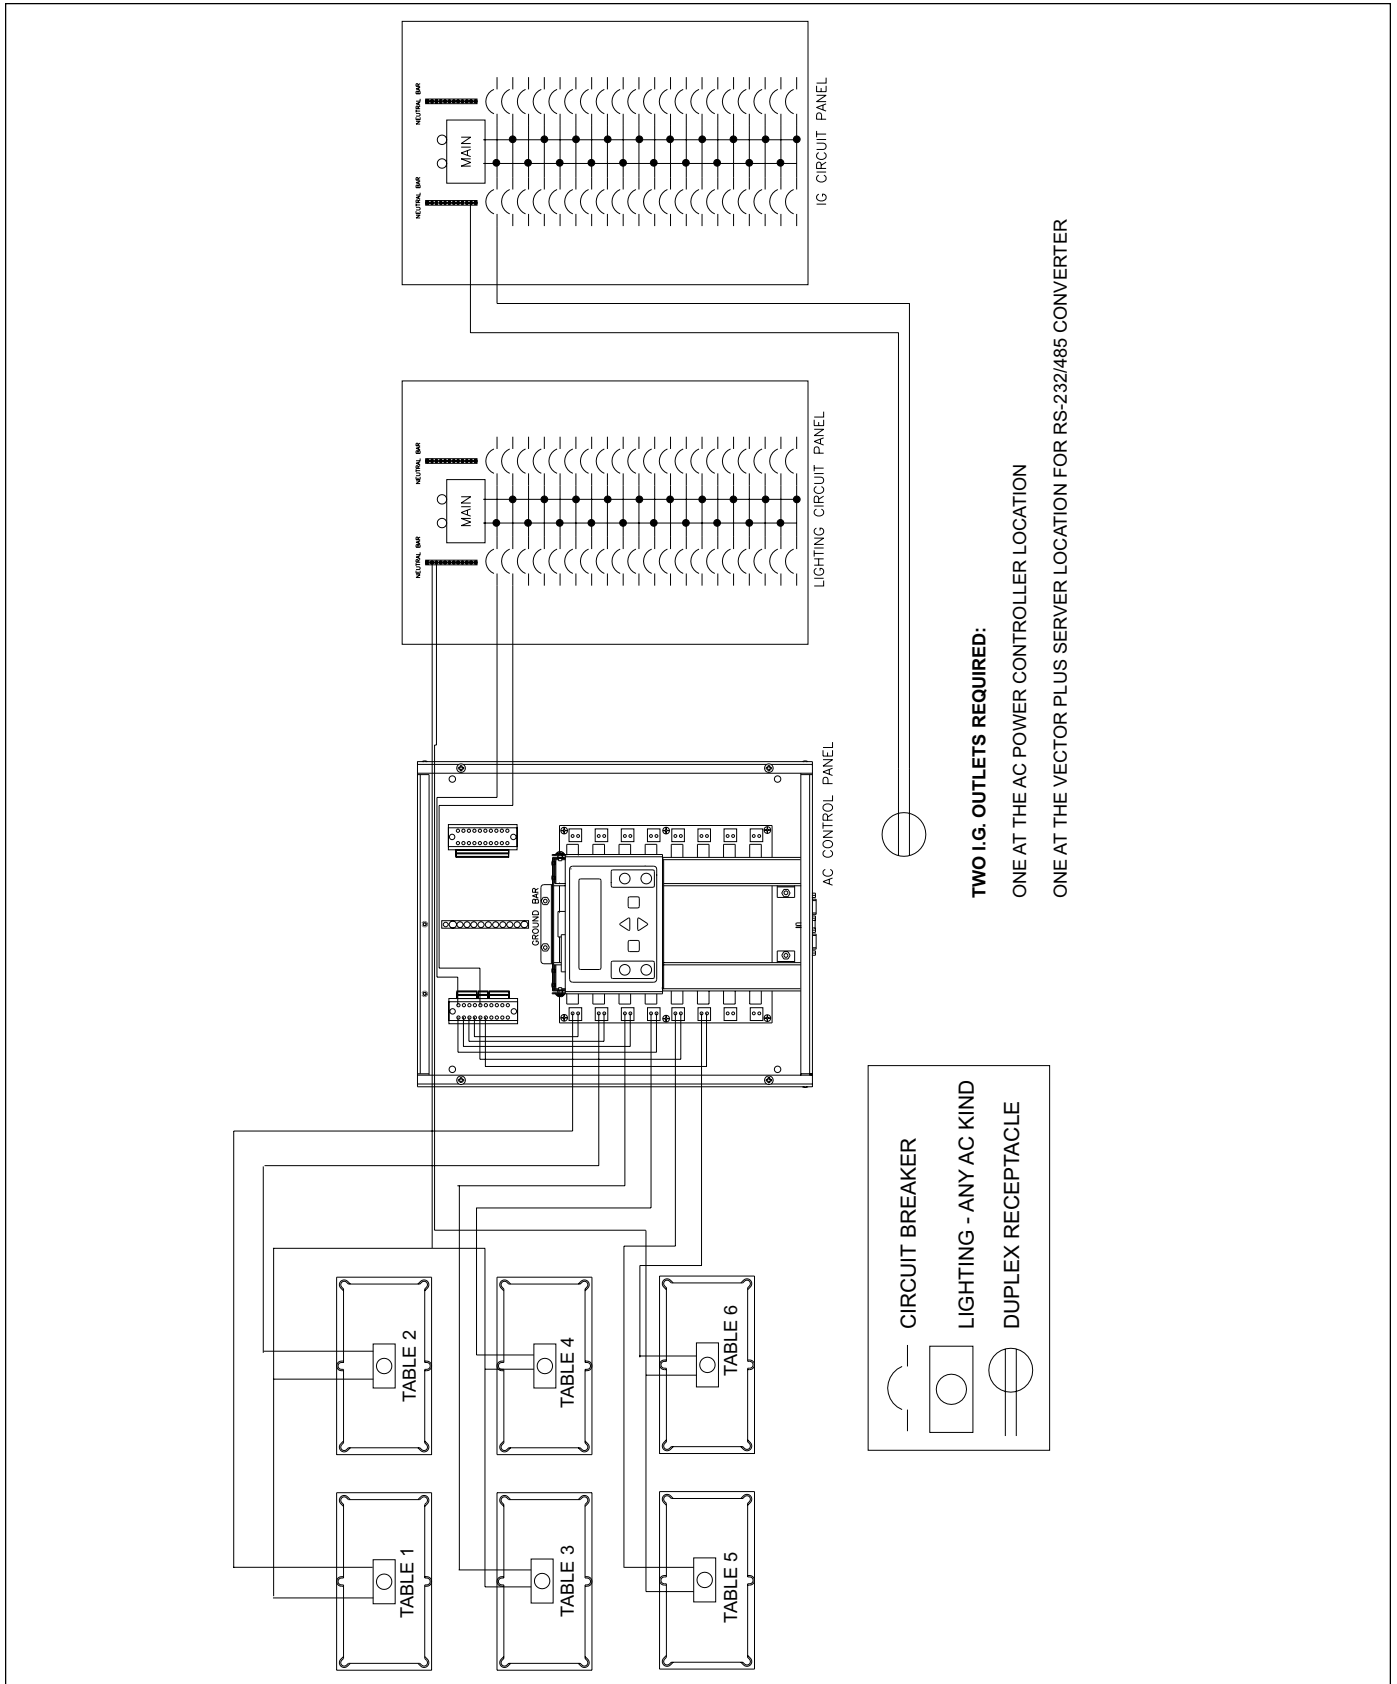 TABLE 1
TABLE 2
TABLE 3
TABLE 4
TABLE 5
TABLE 6
GROUND BAR
IN
AC CONTROL PANEL
NEUTRAL BAR
NEUTRAL BAR
MAIN
LIGHTING CIRCUIT PANEL
NEUTRAL BAR
NEUTRAL BAR
MAIN
IG CIRCUIT PANEL
CIRCUIT BREAKER
LIGHTING - ANY AC KIND
DUPLEX RECEPTACLE
TWO I.G. OUTLETS REQUIRED:
ONE AT THE AC POWER CONTROLLER LOCATION
ONE AT THE VECTOR PLUS SERVER LOCATION FOR RS-232/485 CONVERTER